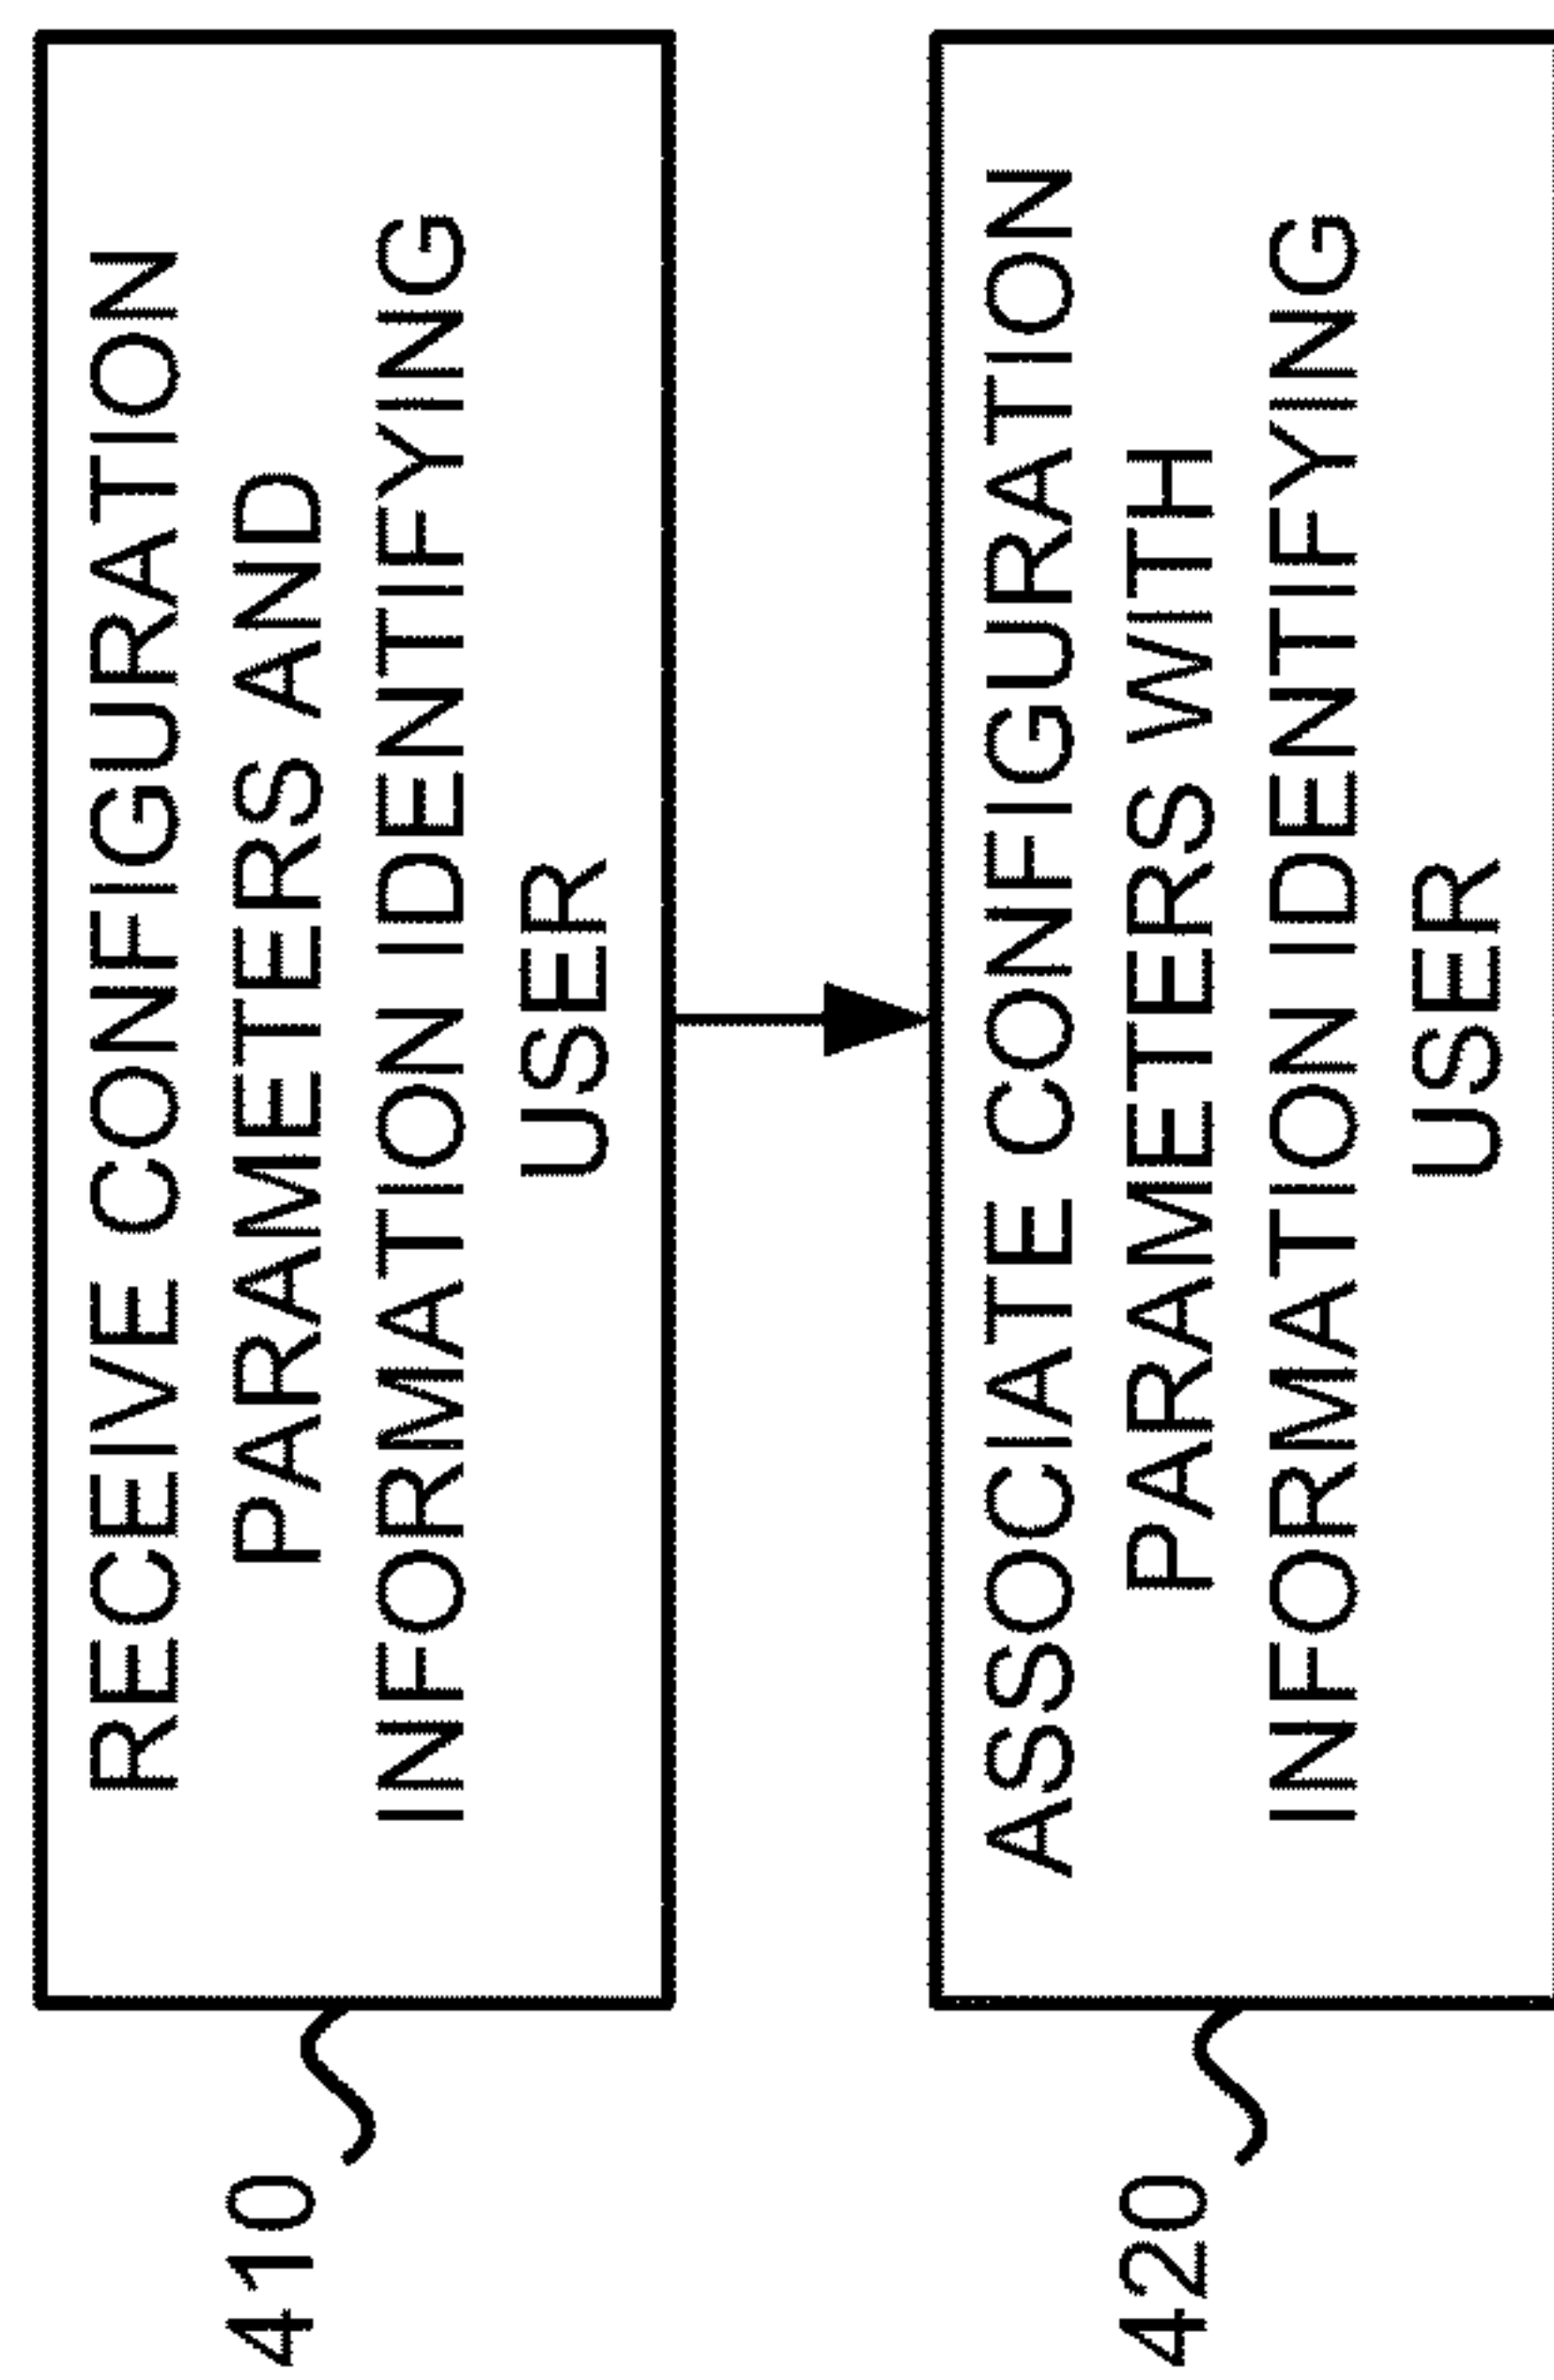 410
RECEIVE CONFIGURATION
PARAMETERS AND
INFORMATION IDENTIFYING
USER
420
ASSOCIATE CONFIGURATION
PARAMETERS WITH
INFORMATION IDENTIFYING
USER